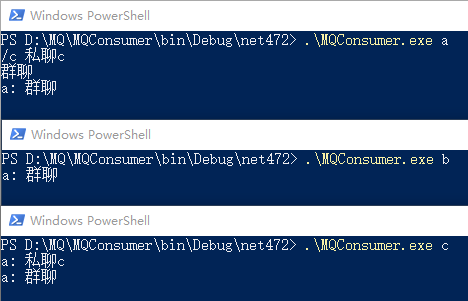 Windows PowerShell
PS D:\MQ\MQConsumer\bin\Debug\net472> .\MQConsumer.exe a
/c 私聊c
群聊
a: 群聊
Windows PowerShell
PS D:\MQ\MQConsumer\bin\Debug\net472> .\MQConsumer.exe b
a: 群聊
Windows PowerShell
PS D:\MQ\MQConsumer\bin\Debug\net472> .\MQConsumer.exe c
a: 私聊c
a: 群聊